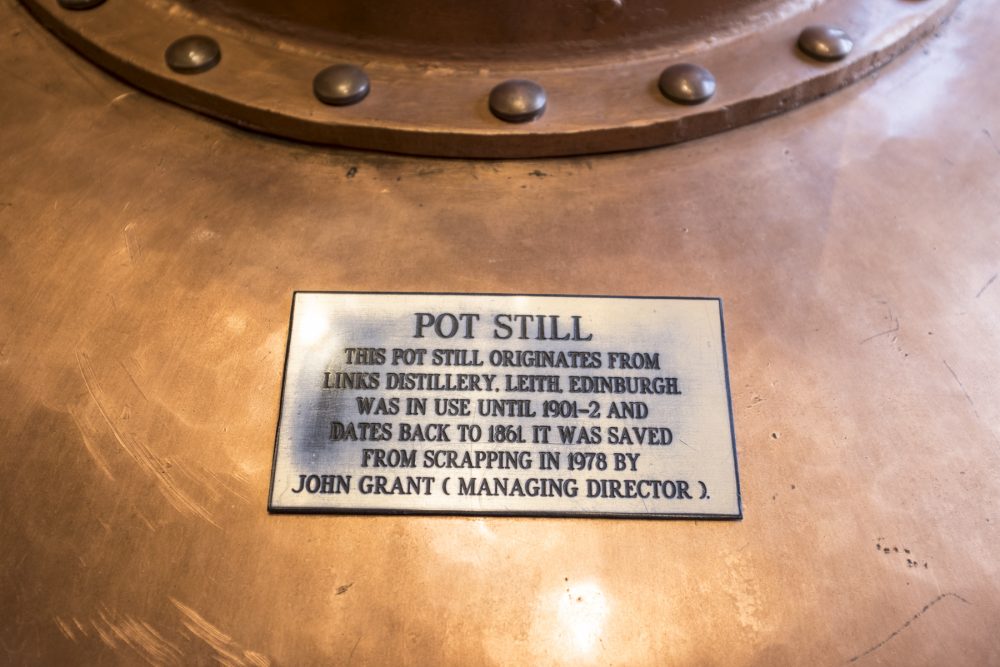 POT STILL
THIS POT STILL ORIGINATES FROM
LINKS DISTILLERY, LEITH, EDINBURGH.
WAS IN USE UNTIL 1901-2 AND
DATES BACK TO 1861. IT WAS SAVED
FROM SCRAPPING IN 1978 BY
JOHN GRANT ( MANAGING DIRECTOR ).